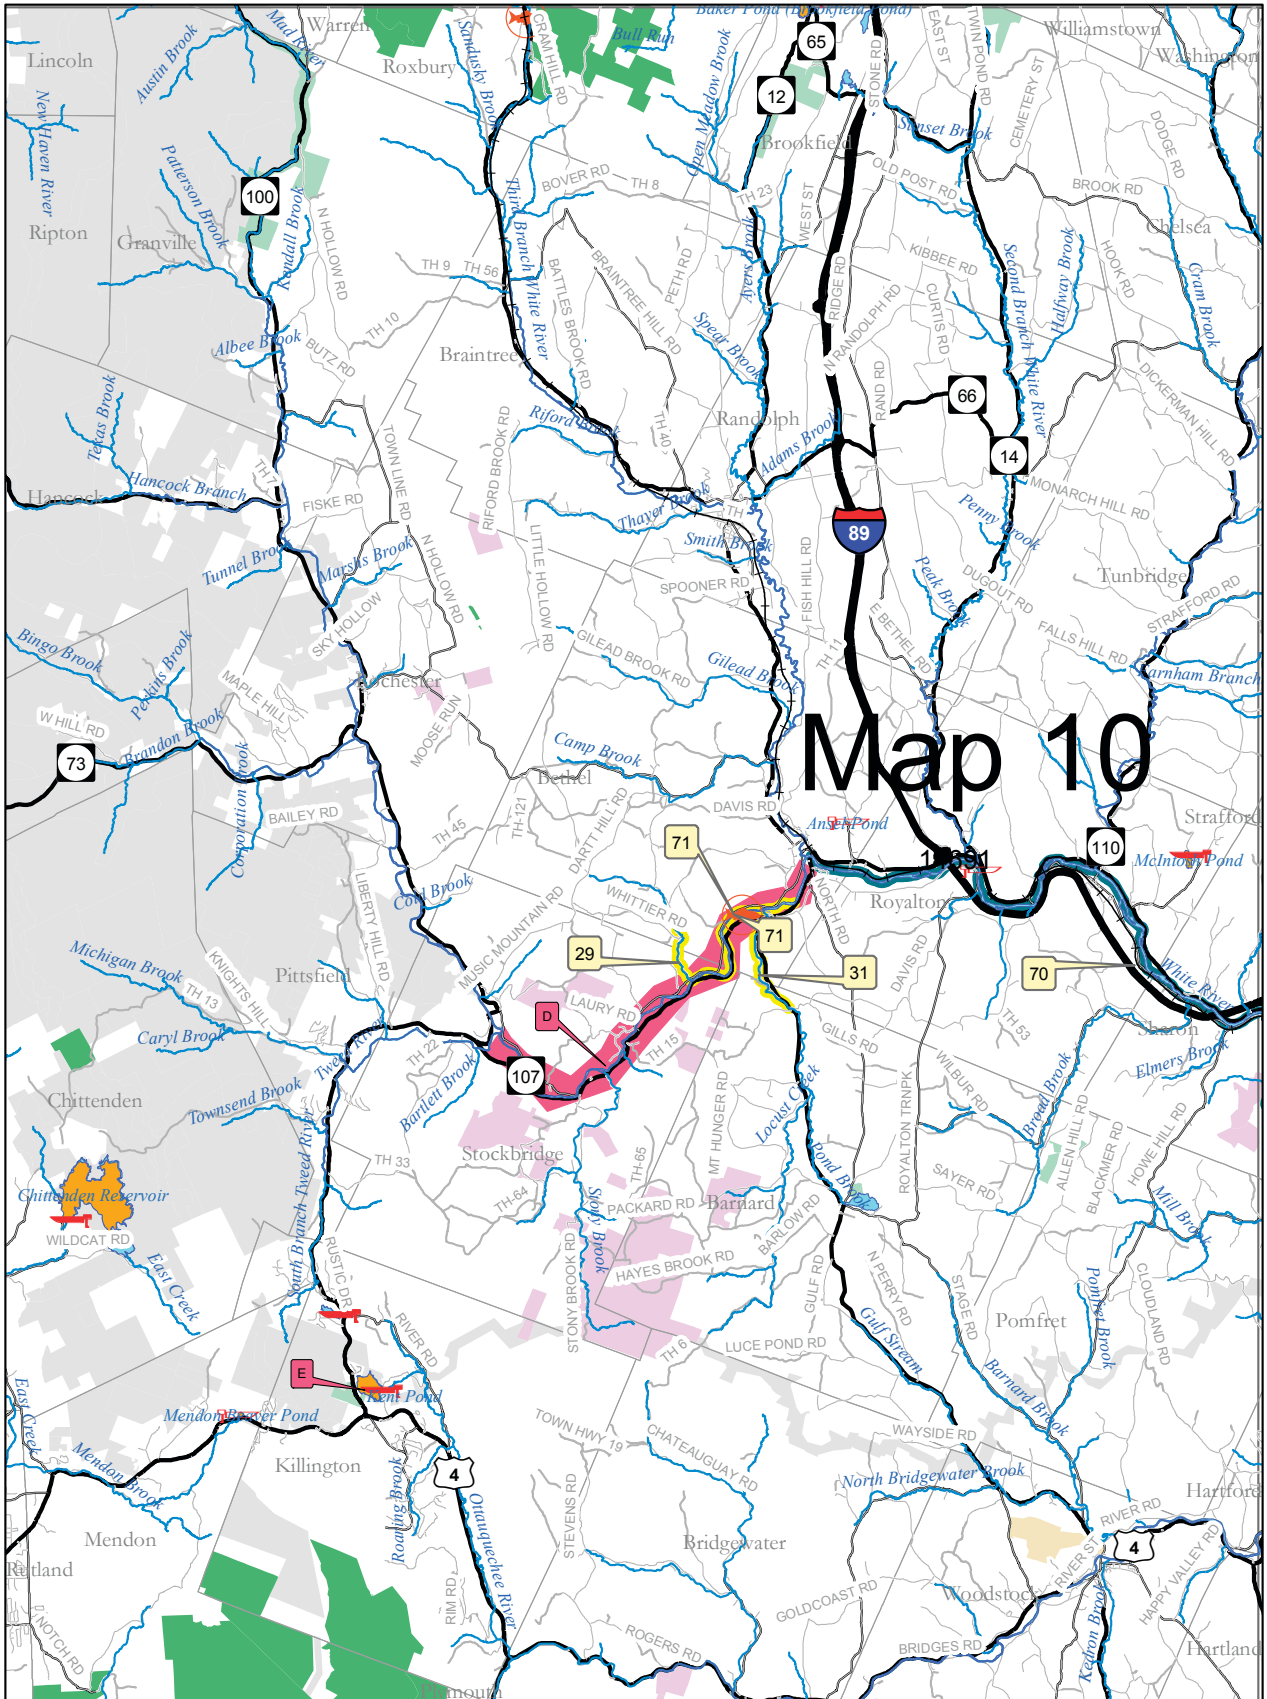 Baker Pond (Brookfield Pond)
Warren
Mad River
Austin Brook
Lincoln
Roxbury
Sandusky Brook
CRAM HILL RD
Bull Run
65
STONE RD
EAST ST
TWIN POND RD
Williamstown
Washington
New Haven River
12
Open Meadow Brook
Brookfield
Sunset Brook
CEMETERY ST
DODGE RD
Patterson Brook
100
Kendall Brook
N HOLLOW RD
Third Branch White River
BOVER RD
TH 8
TH 23
WEST ST
OLD POST RD
BROOK RD
Chelsea
Ripton
Granville
TH 9
TH 56
BATTLES BROOK RD
BRAINTREE HILL RD
PETH RD
Ayers Brook
RIDGE RD
KIBBEE RD
Second Branch White River
Halfway Brook
HOOK RD
Cram Brook
TH 10
Albee Brook
BUTZ RD
Braintree
Spear Brook
N RANDOLPH RD
CURTIS RD
RAND RD
66
DICKERMAN HILL RD
Texas Brook
TOWN LINE RD
RIFORD BROOK RD
Riford Brook
TH 40
Randolph
Adams Brook
14
Hancock
Hancock Branch
TH 7
FISKE RD
Thayer Brook
TH
89
MONARCH HILL RD
Penny Brook
Tunnel Brook
Marshs Brook
N HOLLOW RD
LITTLE HOLLOW RD
Smith Brook
SPOONER RD
FISH HILL RD
Peak Brook
DUGOUT RD
Tunbridge
STRAFFORD RD
Bingo Brook
Perkins Brook
SKY HOLLOW
GILEAD BROOK RD
Gilead Brook
TH 11
E BETHEL RD
FALLS HILL RD
Farnham Branch
Rochester
MAPLE HILL
W HILL RD
Brandon Brook
73
Corporation Brook
MOOSE RUN
Camp Brook
Bethel
Map 10
BAILEY RD
TH 45
TH-121
DARTT HILL RD
DAVIS RD
Ansel Pond
Strafford
110
McIntosh Pond
71
Cold Brook
LIBERTY HILL RD
WHITTIER RD
MUSIC MOUNTAIN RD
NORTH RD
Royalton
71
29
31
DAVIS RD
70
White River
Michigan Brook
TH 13
KNIGHTS HILL
Pittsfield
LAURY RD
D
TH 53
Sharon
Caryl Brook
Tweed River
TH 22
Bartlett Brook
107
TH 15
GILLS RD
Elmers Brook
Chittenden
Townsend Brook
MT HUNGER RD
Locust Creek
ROYALTON TRNPK
WILBUR RD
Broad Brook
Stockbridge
TH 33
TH-64
TH-65
Stony Brook
STONY BROOK RD
PACKARD RD
Barnard
Pond Brook
SAYER RD
ALLEN HILL RD
BLACKMER RD
HOWE HILL RD
Mill Brook
Chittenden Reservoir
WILDCAT RD
East Creek
South Branch Tweed River
RUSTIC DR
HAYES BROOK RD
BARLOW RD
GULF RD
N PERRY RD
STAGE RD
Pomfret
Pomfret Brook
CLOUDLAND RD
RIVER RD
TH 6
LUCE POND RD
Gulf Stream
Barnard Brook
E
Kent Pond
East Creek
Mendon Brook
Mendon Beaver Pond
Killington
TOWN HWY 19
CHATEAUGUAY RD
WAYSIDE RD
North Bridgewater Brook
Hartford
RIVER RD
4
Roaring Brook
Ottauquechee River
STEVENS RD
Mendon
Rutland
Bridgewater
RIVER ST
4
HAPPY VALLEY RD
NOTCH RD
RIM RD
GOLDCOAST RD
Woodstock
Kedron Brook
Hartland
ROGERS RD
BRIDGES RD
Plymouth